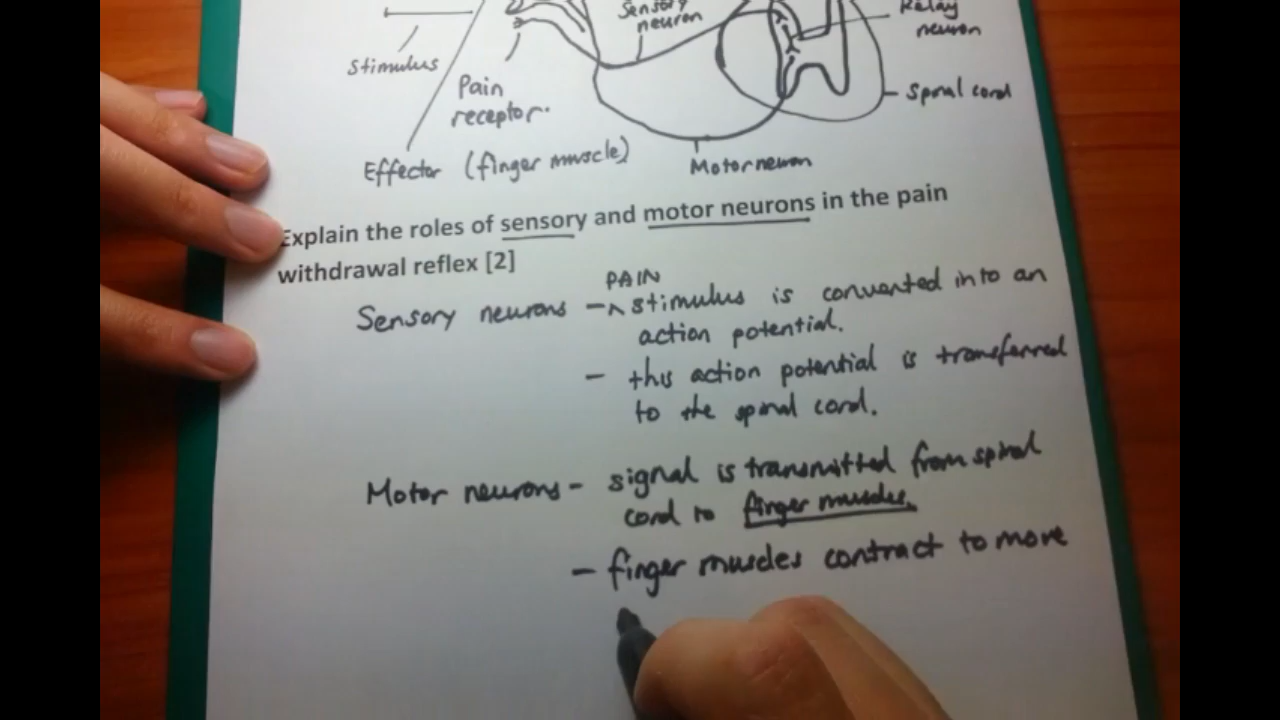 Sensory
neuron
Relay
neuron
Stimulus
Pain
receptor.
Spinal cord
Effector (finger muscle)
Motor neuron
Explain the roles of sensory and motor neurons in the pain
withdrawal reflex [2]
PAIN
Sensory neurons - ^ stimulus is converted into an
action potential.
- this action potential is transferred
to the spinal cord.
Motor neurons - signal is transmitted from spinal
cord to finger muscles.
- finger muscles contract to move